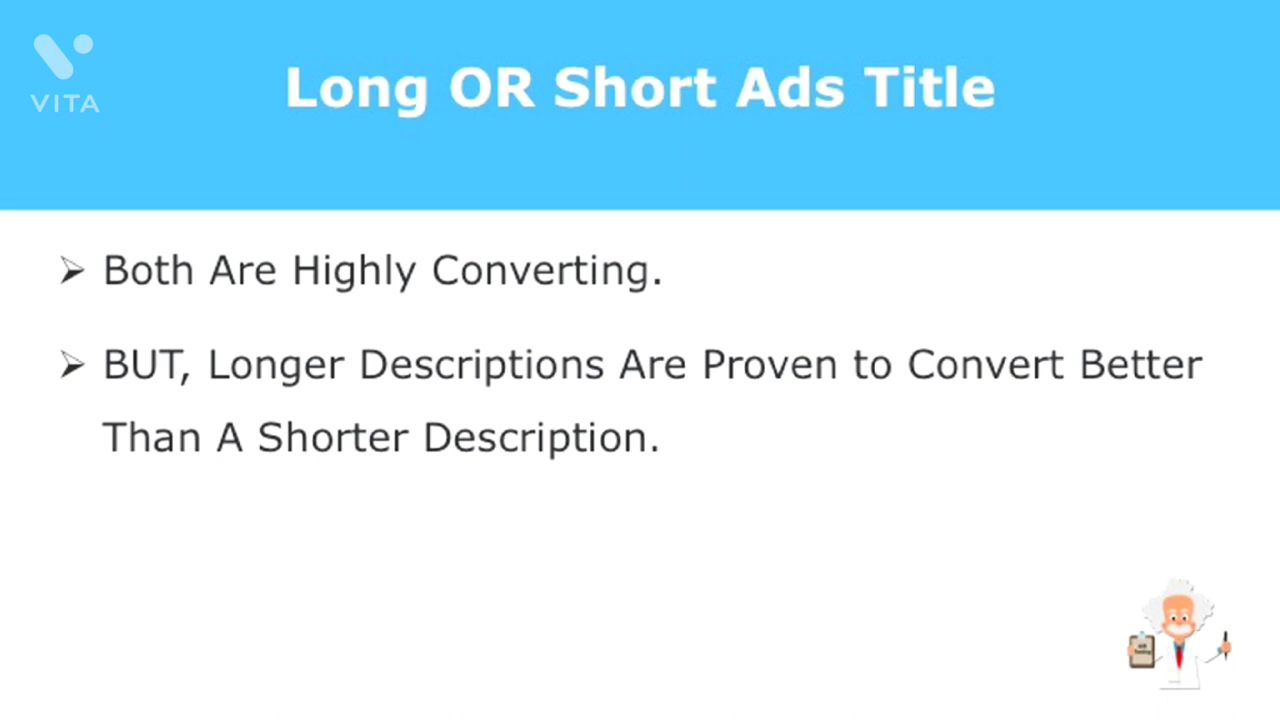 VITA
Long OR Short Ads Title
Both Are Highly Converting.
BUT, Longer Descriptions Are Proven to Convert Better
Than A Shorter Description.